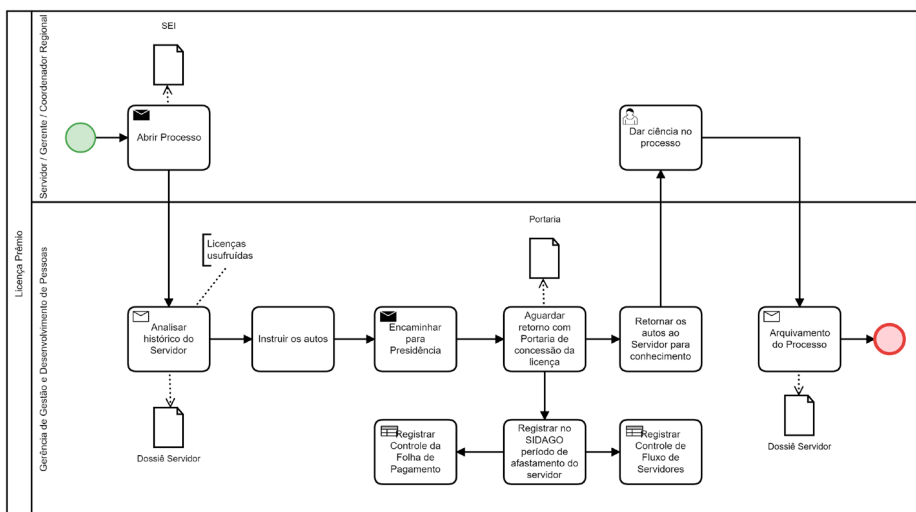 Licença Prêmio
Servidor / Gerente / Coordenador Regional
SEI
Abrir Processo
Dar ciência no
processo
Gerência de Gestão e Desenvolvimento de Pessoas
Licenças
usufruídas
Portaria
Analisar
histórico do
Servidor
Instruir os autos
Encaminhar
para
Presidência
Aguardar
retorno com
Portaria de
concessão da
licença
Retornar os
autos ao
Servidor para
conhecimento
Arquivamento
do Processo
Dossiê Servidor
Registrar
Controle da
Folha de
Pagamento
Registrar no
SIDAGO
período de
afastamento do
servidor
Registrar
Controle de
Fluxo de
Servidores
Dossiê Servidor